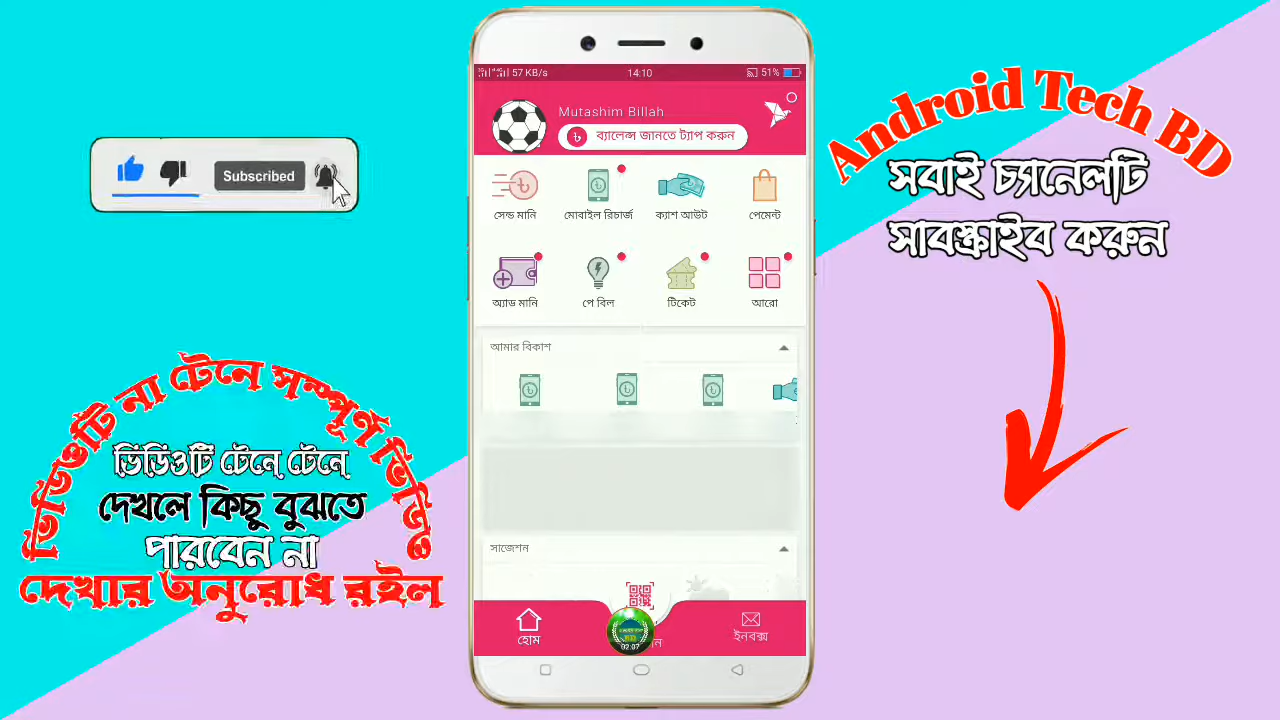 57 KB/s
14:10
51%
Mutashim Billah
ব্যালেন্স জানতে ট্যাপ করুন
সেন্ড মানি
মোবাইল রিচার্জ
ক্যাশ আউট
পেমেন্ট
অ্যাড মানি
পে বিল
টিকেট
আরো
আমার বিকাশ
সাজেশন
হোম
02:07
ইনবক্স
Subscribed
ভিডিওটি না টেনে সম্পূর্ণ ভিডিও
ভিডিওটি টেনে টেনে
দেখলে কিছু বুঝতে
পারবেন না
দেখার অনুরোধ রইল
Android Tech BD
সবাই চ্যানেলটি
সাবস্ক্রাইব করুন